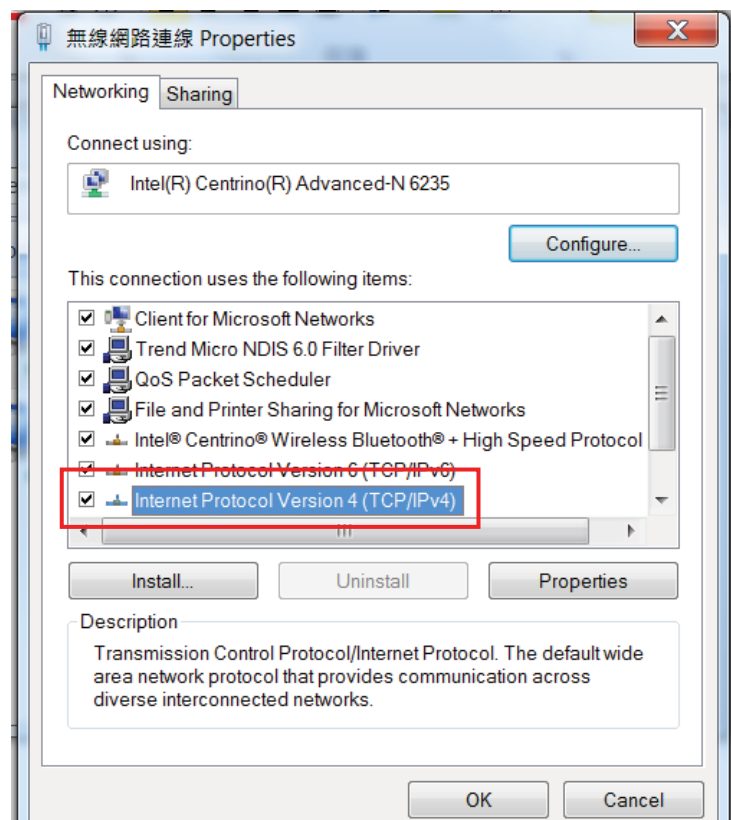 無線網路連線 Properties
Networking
Sharing
Connect using:
Intel(R) Centrino(R) Advanced-N 6235
Configure...
This connection uses the following items:
Client for Microsoft Networks
Trend Micro NDIS 6.0 Filter Driver
QoS Packet Scheduler
File and Printer Sharing for Microsoft Networks
Intel® Centrino® Wireless Bluetooth® + High Speed Protocol
Internet Protocol Version 6 (TCP/IPv6)
Internet Protocol Version 4 (TCP/IPv4)
Install...
Uninstall
Properties
Description
Transmission Control Protocol/Internet Protocol. The default wide
area network protocol that provides communication across
diverse interconnected networks.
OK
Cancel